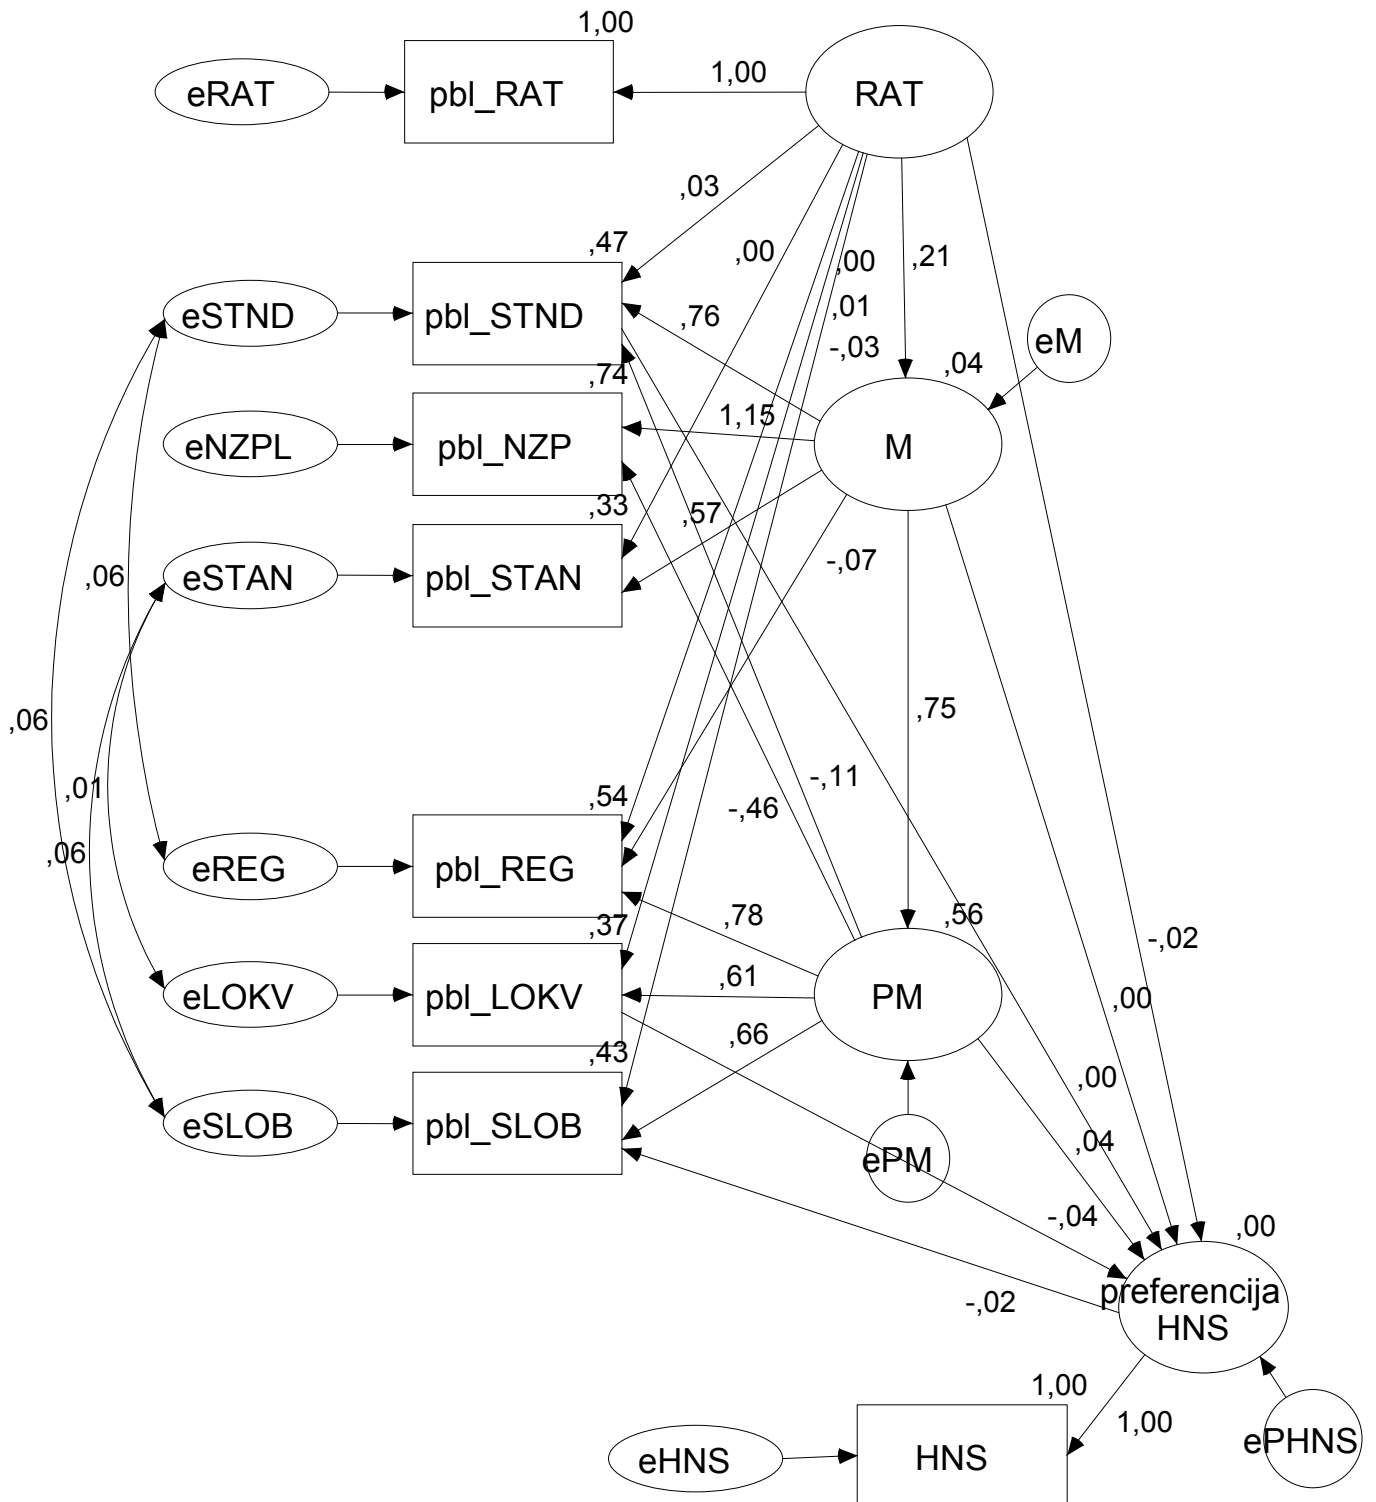 1,00
eRAT
pbl_RAT
1,00
RAT
,03
,47
,00
,00
,21
eSTND
pbl_STND
,76
,01
-,03
eM
,04
,74
1,15
eNZPL
pbl_NZP
M
,33
,57
-,07
,06
eSTAN
pbl_STAN
,06
,75
,01
,54
-,46
-,11
,06
eREG
pbl_REG
,37
,78
,56
-,02
eLOKV
pbl_LOKV
,61
PM
,00
,43
,66
,00
eSLOB
pbl_SLOB
ePM
,04
-,04
,00
preferencija
HNS
-,02
1,00
1,00
eHNS
HNS
ePHNS